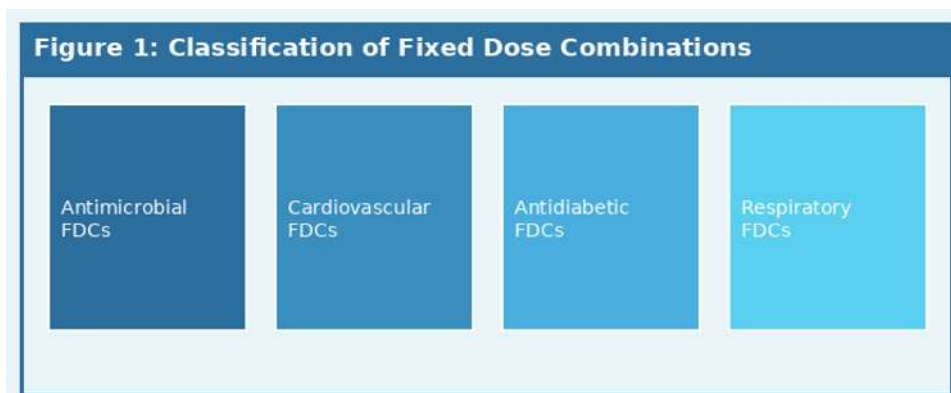 Figure 1: Classification of Fixed Dose Combinations
Antimicrobial
FDCs
Cardiovascular
FDCs
Antidiabetic
FDCs
Respiratory
FDCs